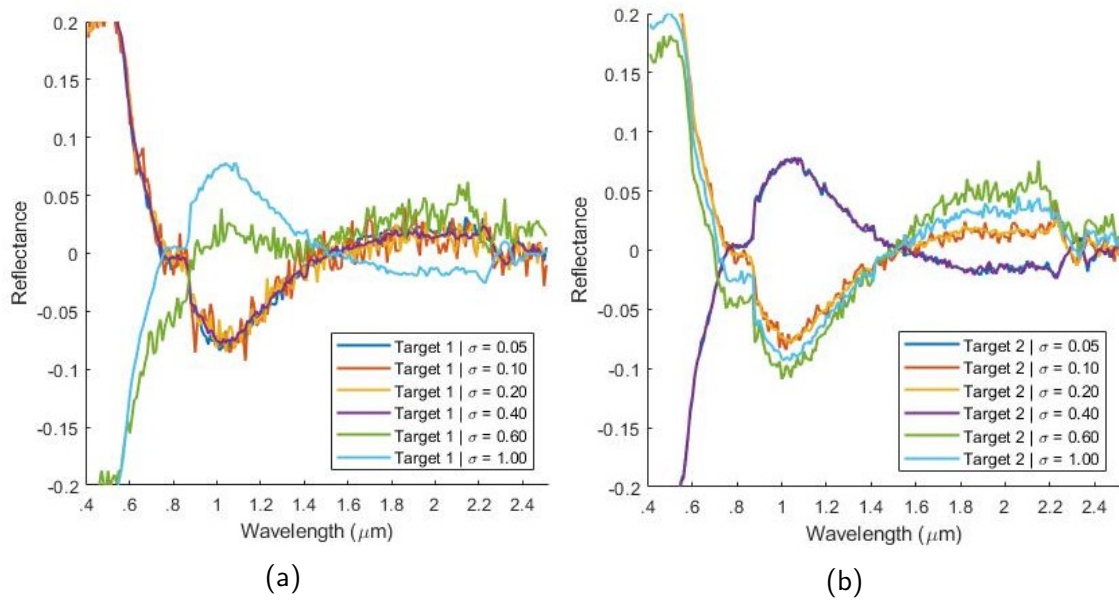 0.2
0.15
0.1
0.05
0
-0.05
-0.1
-0.15
-0.2
Reflectance
.4 .6 .8 1 1.2 1.4 1.6 1.8 2 2.2 2.4
Wavelength (μm)
Target 1 | σ = 0.05
Target 1 | σ = 0.10
Target 1 | σ = 0.20
Target 1 | σ = 0.40
Target 1 | σ = 0.60
Target 1 | σ = 1.00
(a)
0.2
0.15
0.1
0.05
0
-0.05
-0.1
-0.15
-0.2
Reflectance
.4 .6 .8 1 1.2 1.4 1.6 1.8 2 2.2 2.4
Wavelength (μm)
Target 2 | σ = 0.05
Target 2 | σ = 0.10
Target 2 | σ = 0.20
Target 2 | σ = 0.40
Target 2 | σ = 0.60
Target 2 | σ = 1.00
(b)